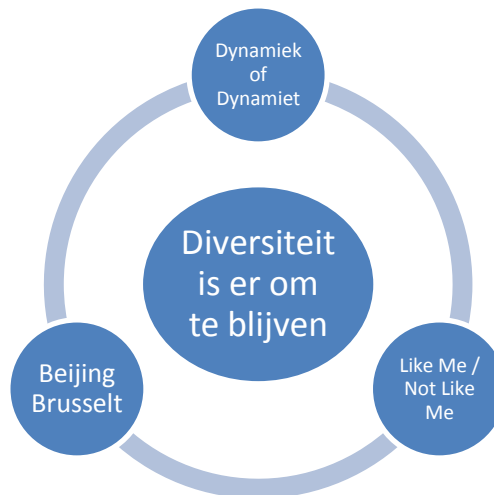 Dynamiek
of
Dynamiet
Diversiteit
is er om
te blijven
Beijing
Brusselt
Like Me /
Not Like
Me